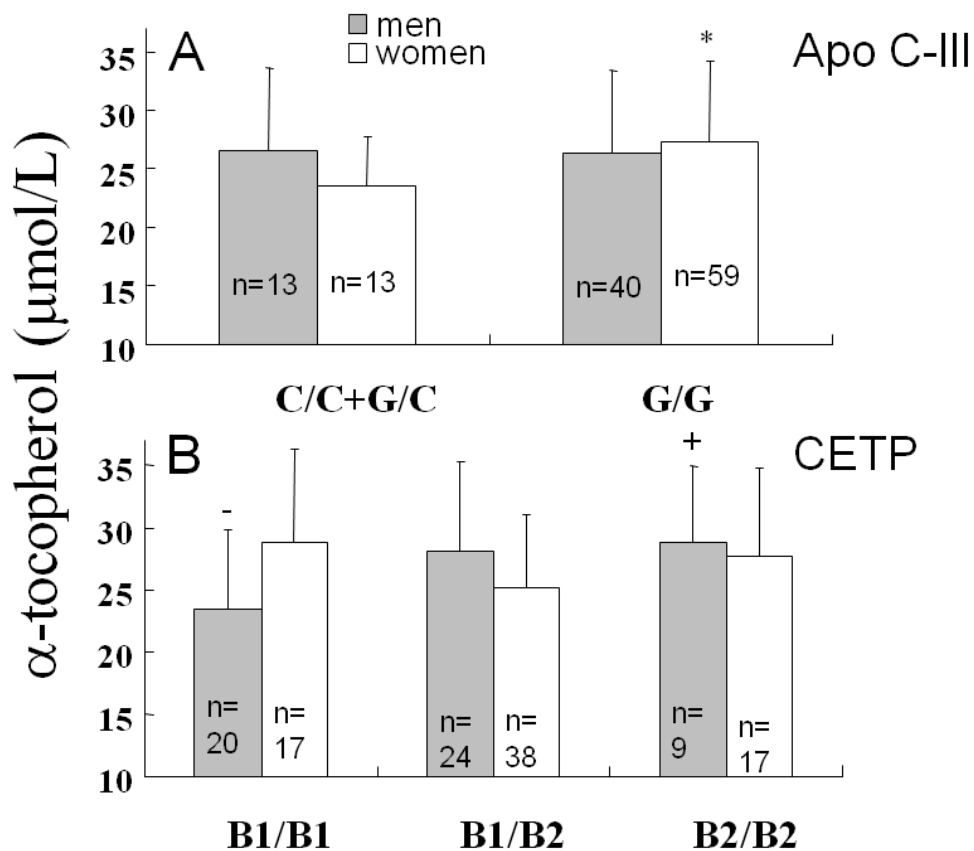 men
women
A
*
Apo C-III
35
30
25
20
15
10
n=13
n=13
n=40
n=59
C/C+G/C
G/G
α-tocopherol (µmol/L)
B
+
CETP
35
30
25
20
15
10
-
n=
20
n=
17
n=
24
n=
38
n=
9
n=
17
B1/B1
B1/B2
B2/B2